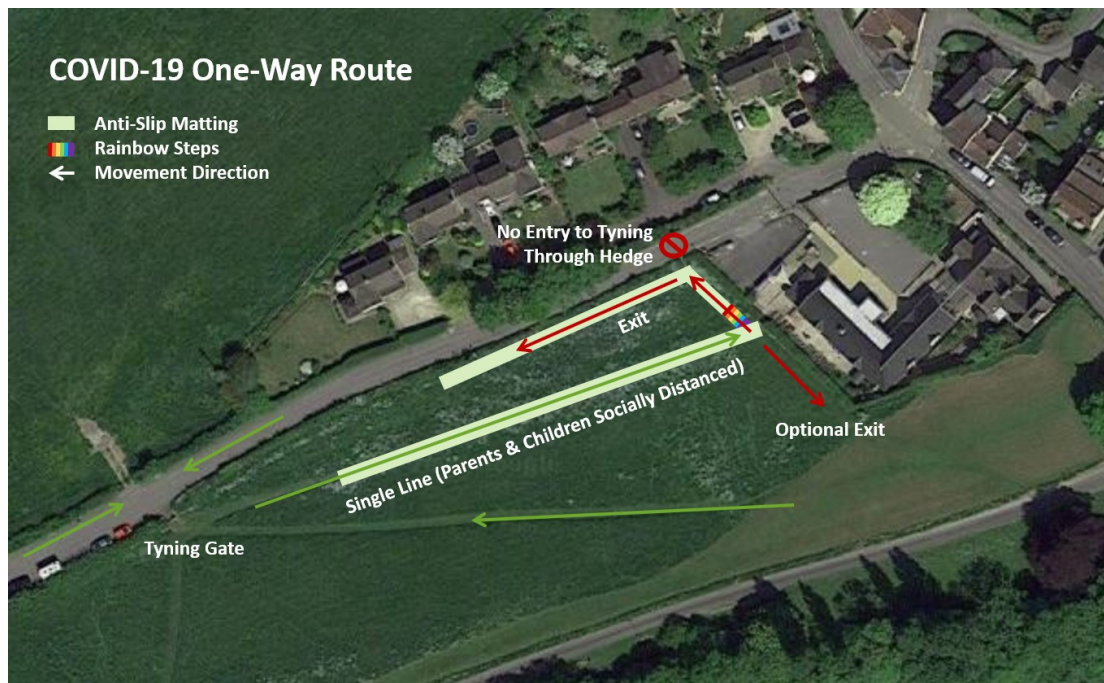 COVID-19 One-Way Route
Anti-Slip Matting
Rainbow Steps
Movement Direction
No Entry to Tyning
Through Hedge
Exit
Single Line (Parents & Children Socially Distanced)
Optional Exit
Tyning Gate